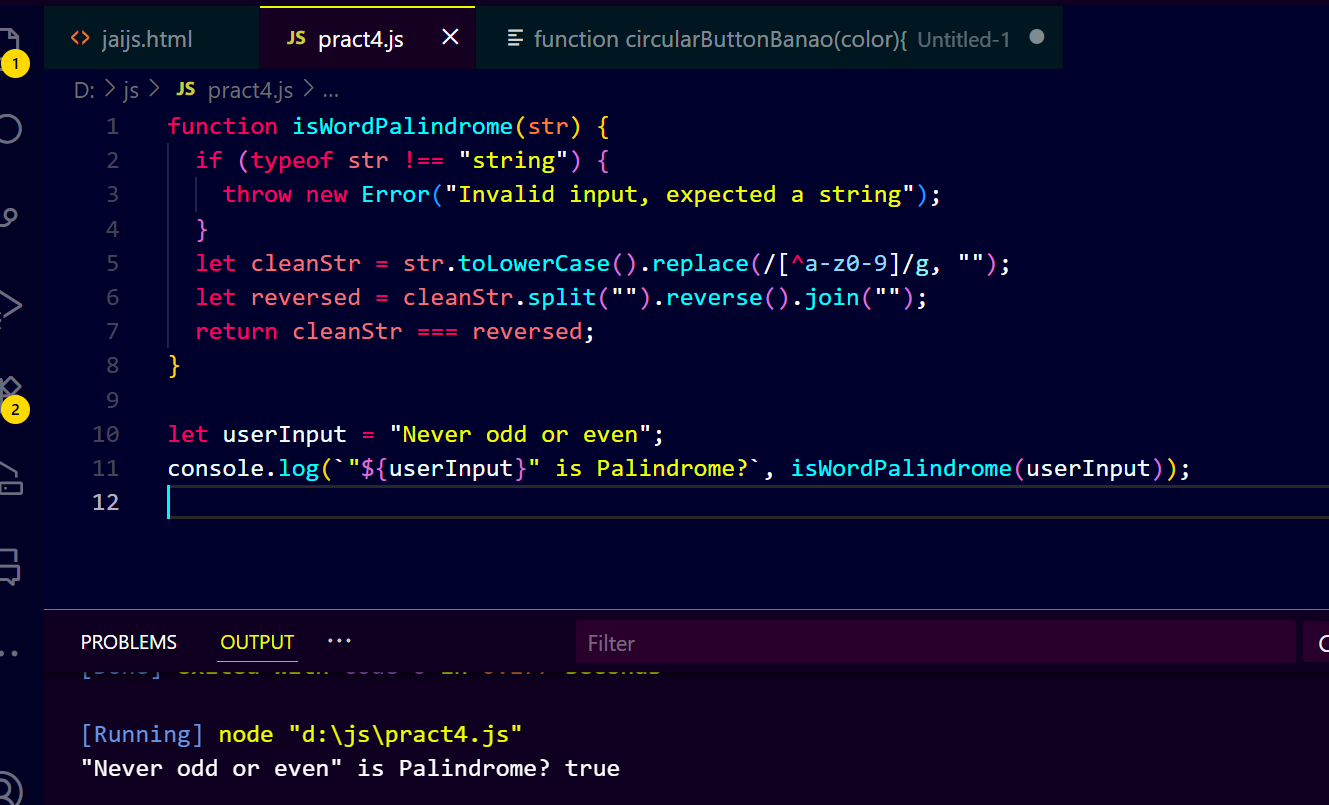 jaijs.html
JS pract4.js
function circularButtonBanao(color){ Untitled-1
1
D: > js > JS pract4.js > ...
1 function isWordPalindrome(str) {
2   if (typeof str !== "string") {
3     throw new Error("Invalid input, expected a string");
4   }
5   let cleanStr = str.toLowerCase().replace(/[^a-z0-9]/g, "");
6   let reversed = cleanStr.split("").reverse().join("");
7   return cleanStr === reversed;
8 }
9
2
10 let userInput = "Never odd or even";
11 console.log(`"${userInput}" is Palindrome?`, isWordPalindrome(userInput));
12
PROBLEMS OUTPUT ...
Filter
[Running] node "d:\js\pract4.js"
"Never odd or even" is Palindrome? true